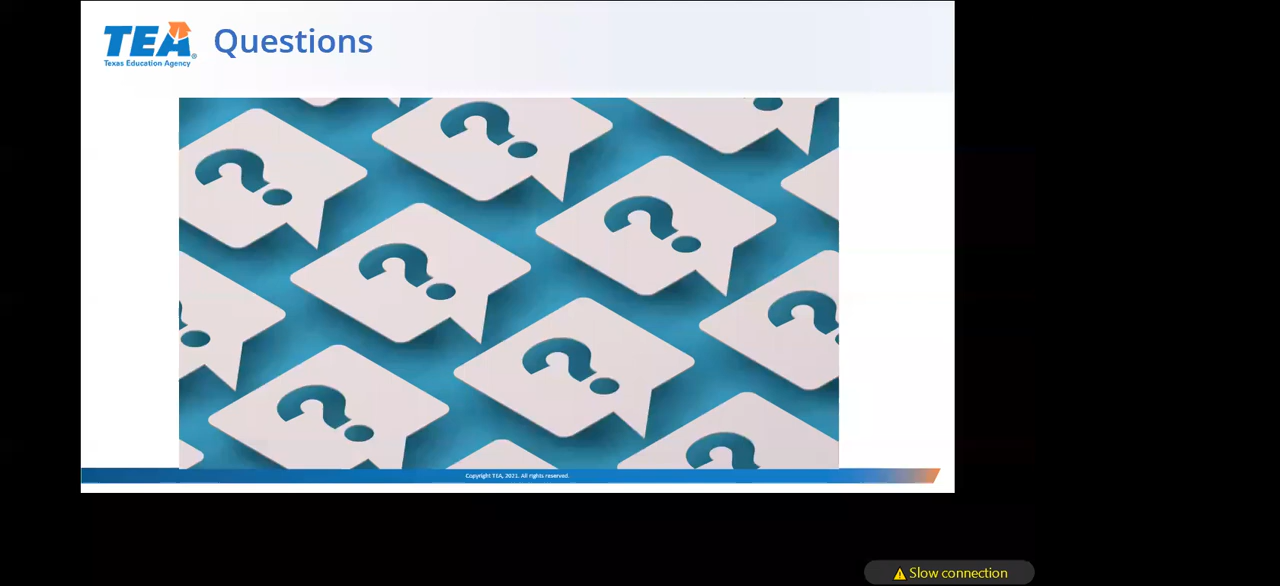 TEA
Texas Education Agency
Questions
Copyright TEA, 2021. All rights reserved.
Slow connection